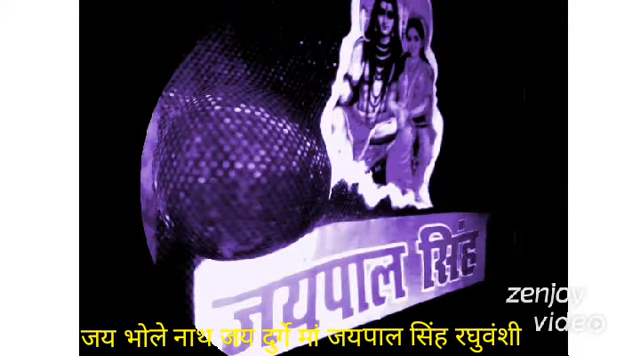 जयपाल सिंह
zenjoy
video
जय भोले नाथ जय दुर्गे मां जयपाल सिंह रघुवंशी